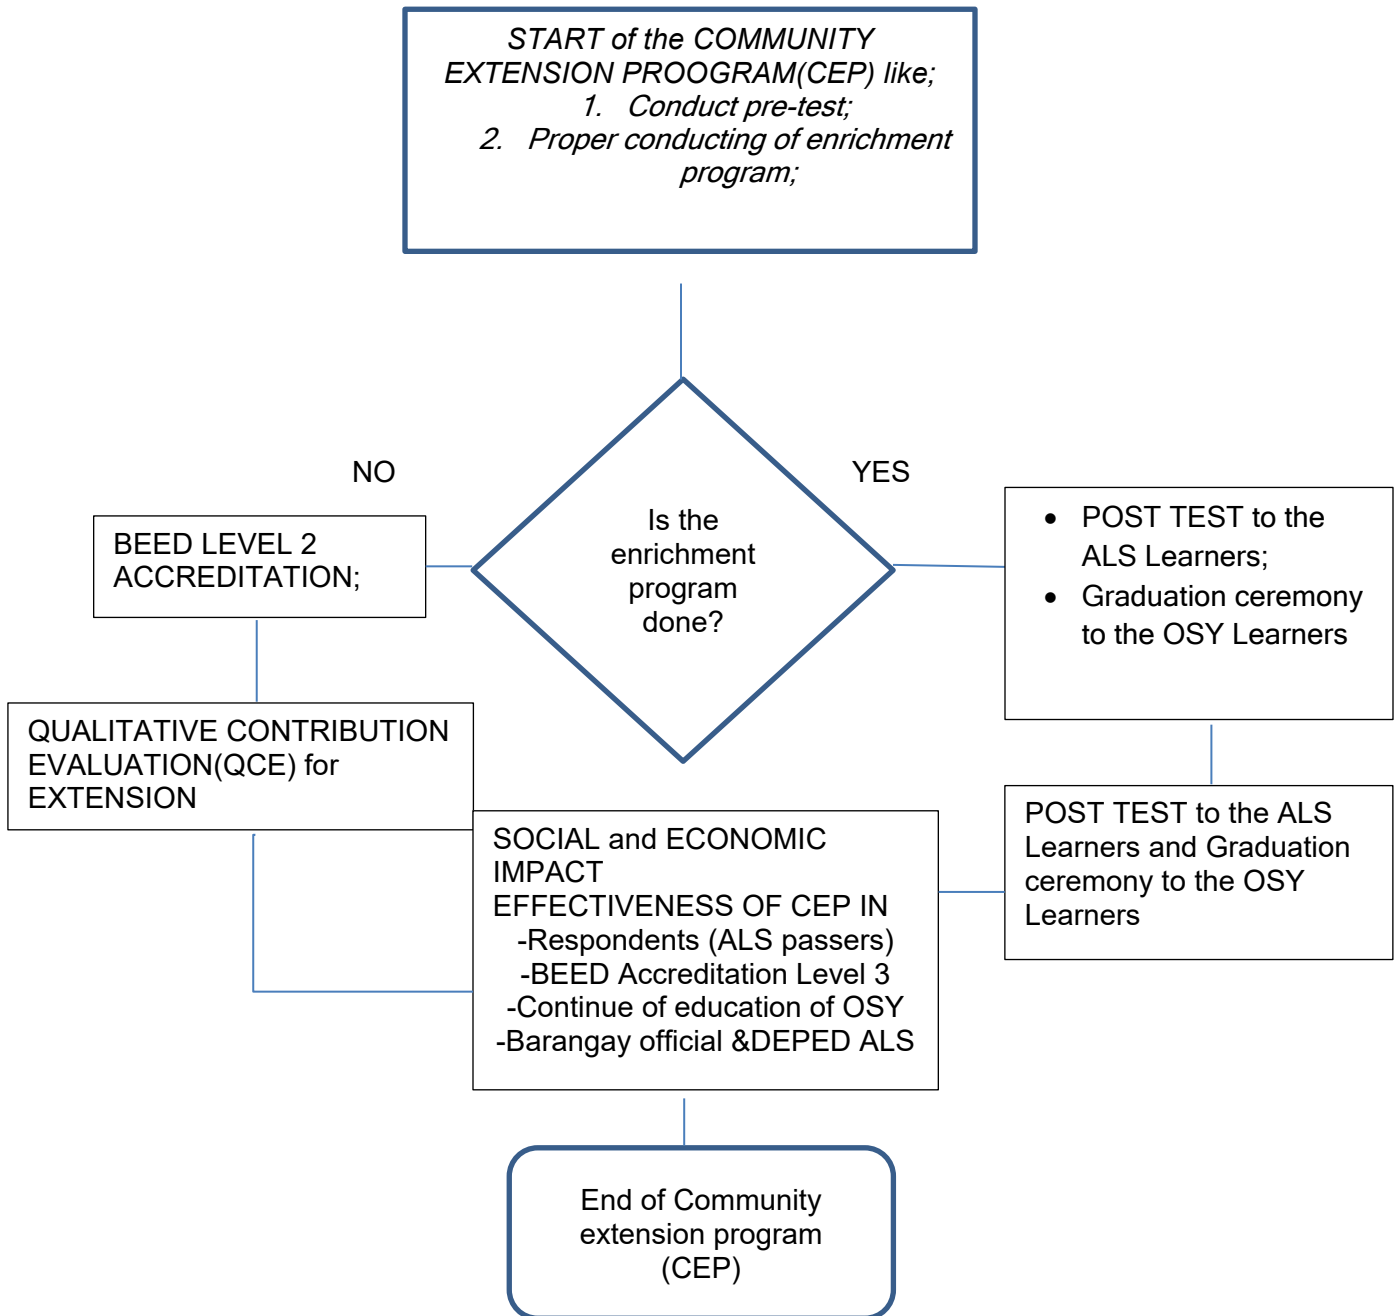 START of the COMMUNITY
EXTENSION PROOGRAM(CEP) like;
1. Conduct pre-test;
2. Proper conducting of enrichment
program;
NO
YES
Is the
enrichment
program
done?
BEED LEVEL 2
ACCREDITATION;
• POST TEST to the
ALS Learners;
• Graduation ceremony
to the OSY Learners
QUALITATIVE CONTRIBUTION
EVALUATION(QCE) for
EXTENSION
POST TEST to the ALS
Learners and Graduation
ceremony to the OSY
Learners
SOCIAL and ECONOMIC
IMPACT
EFFECTIVENESS OF CEP IN
-Respondents (ALS passers)
-BEED Accreditation Level 3
-Continue of education of OSY
-Barangay official &DEPED ALS
End of Community
extension program
(CEP)